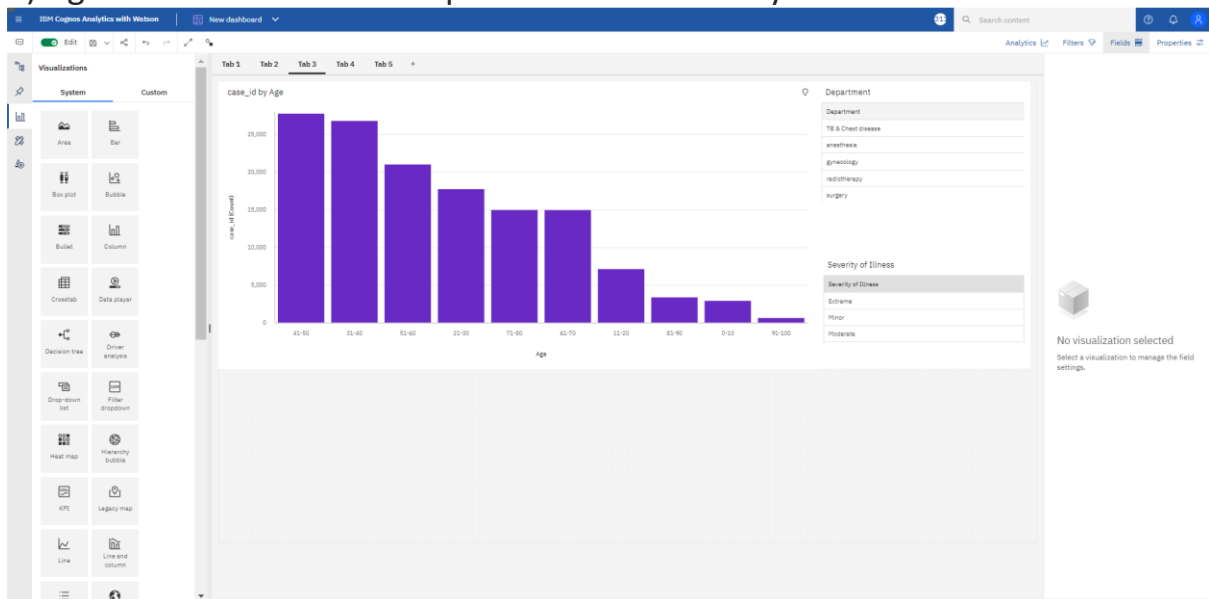 IBM Cognos Analytics with Watson
New dashboard
Search content
Edit
Analytics
Filters
Fields
Properties
Visualizations
System
Custom
Area
Bar
Box plot
Bubble
Bullet
Column
Crosstab
Data player
Decision tree
Driver
analysis
Drop-down
list
Filter
dropdown
Heat map
Hierarchy
bubble
KPI
Legacy map
Line
Line and
column
Tab 1 Tab 2 Tab 3 Tab 4 Tab 5 +
case_id by Age
case_id (Count)
25,000
20,000
15,000
10,000
5,000
0
41-50 31-40 51-60 21-30 71-80 61-70 11-20 81-90 0-10 91-100
Age
Department
Department
TB & Chest disease
anesthesia
gynecology
radiotherapy
surgery
Severity of Illness
Severity of Illness
Extreme
Minor
Moderate
No visualization selected
Select a visualization to manage the field
settings.